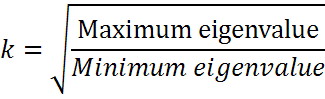 k = √(Maximum eigenvalue / Minimum eigenvalue)